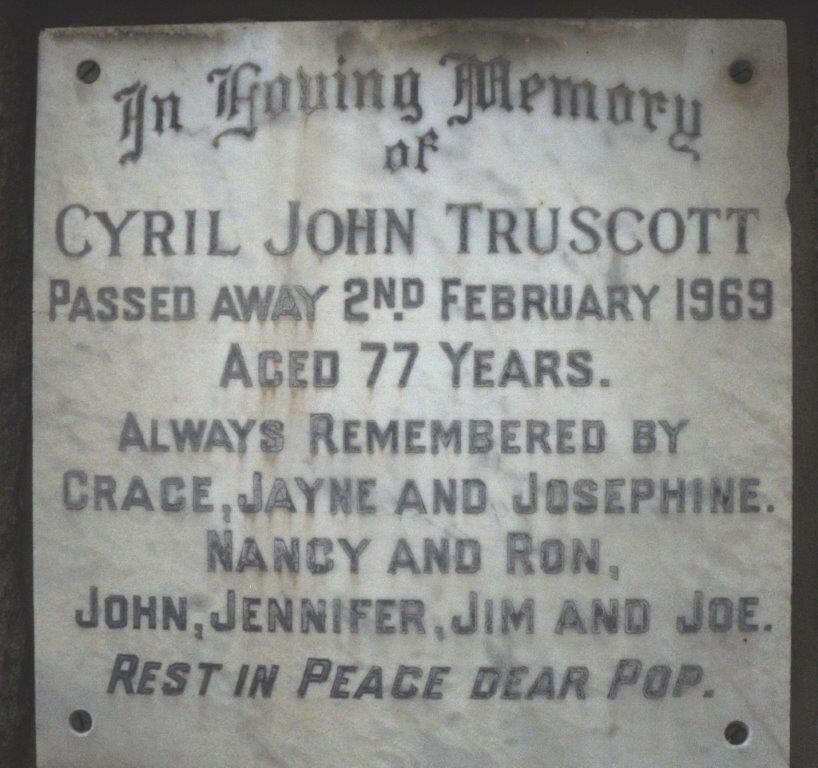 In Loving Memory
of
CYRIL JOHN TRUSCOTT
PASSED AWAY 2ND. FEBRUARY 1969
AGED 77 YEARS.
ALWAYS REMEMBERED BY
GRACE, JAYNE AND JOSEPHINE.
NANCY AND RON,
JOHN, JENNIFER, JIM AND JOE.
REST IN PEACE DEAR POP.